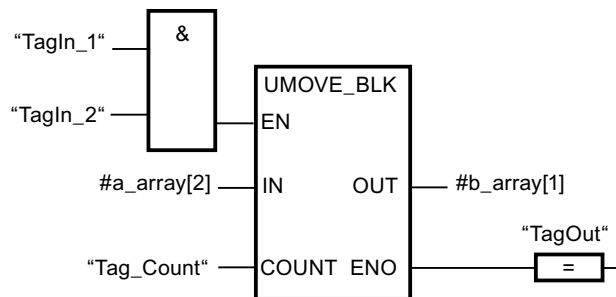 “TagIn_1“
&
“TagIn_2“
UMOVE_BLK
EN
#a_array[2] IN OUT #b_array[1]
“TagOut“
“Tag_Count“ COUNT ENO =